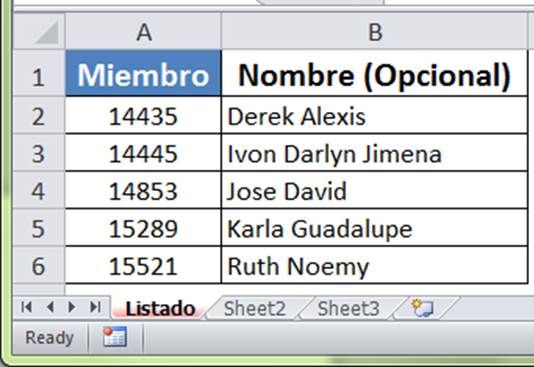 A B
1 Miembro Nombre (Opcional)
2 14435 Derek Alexis
3 14445 Ivon Darlyn Jimena
4 14853 Jose David
5 15289 Karla Guadalupe
6 15521 Ruth Noemy
Listado Sheet2 Sheet3
Ready